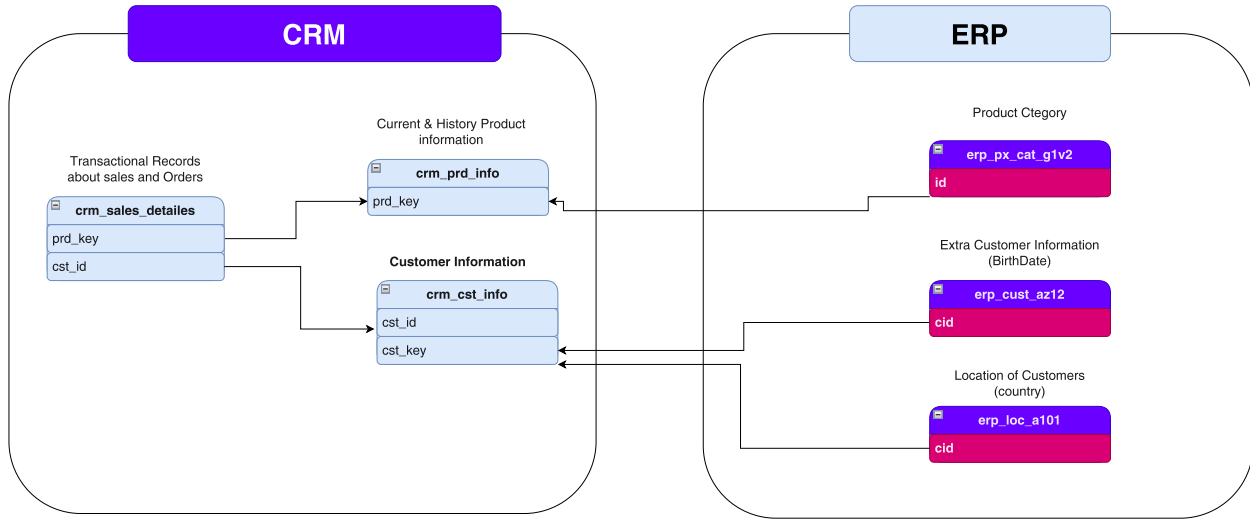 CRM
ERP
Current & History Product
information
crm_prd_info
prd_key
Transactional Records
about sales and Orders
crm_sales_detailes
prd_key
cst_id
Customer Information
crm_cst_info
cst_id
cst_key
Product Ctegory
erp_px_cat_g1v2
id
Extra Customer Information
(BirthDate)
erp_cust_az12
cid
Location of Customers
(country)
erp_loc_a101
cid